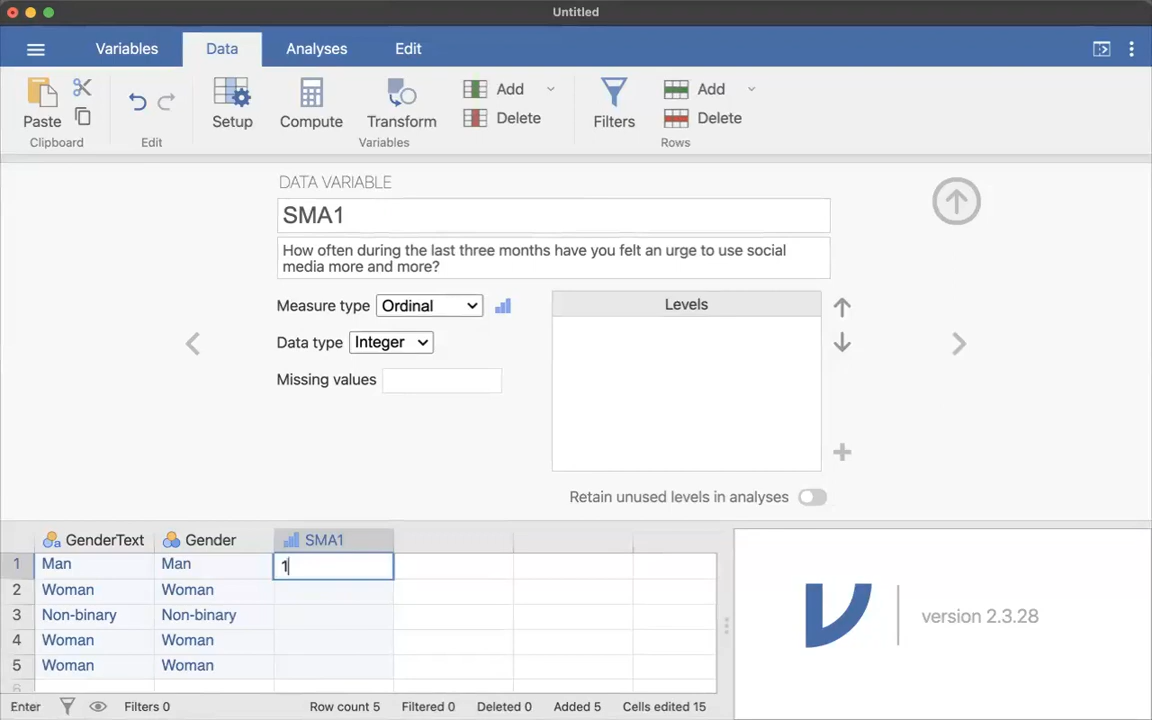 Untitled
Variables Data Analyses Edit
Paste Setup Compute Transform Add Delete Filters Add Delete
Clipboard Edit Variables Rows
DATA VARIABLE
SMA1
How often during the last three months have you felt an urge to use social
media more and more?
Measure type Ordinal
Data type Integer
Missing values
Levels
Retain unused levels in analyses
GenderText Gender SMA1
1 Man Man 1
2 Woman Woman
3 Non-binary Non-binary
4 Woman Woman
5 Woman Woman
6
version 2.3.28
Enter Filters 0 Row count 5 Filtered 0 Deleted 0 Added 5 Cells edited 15